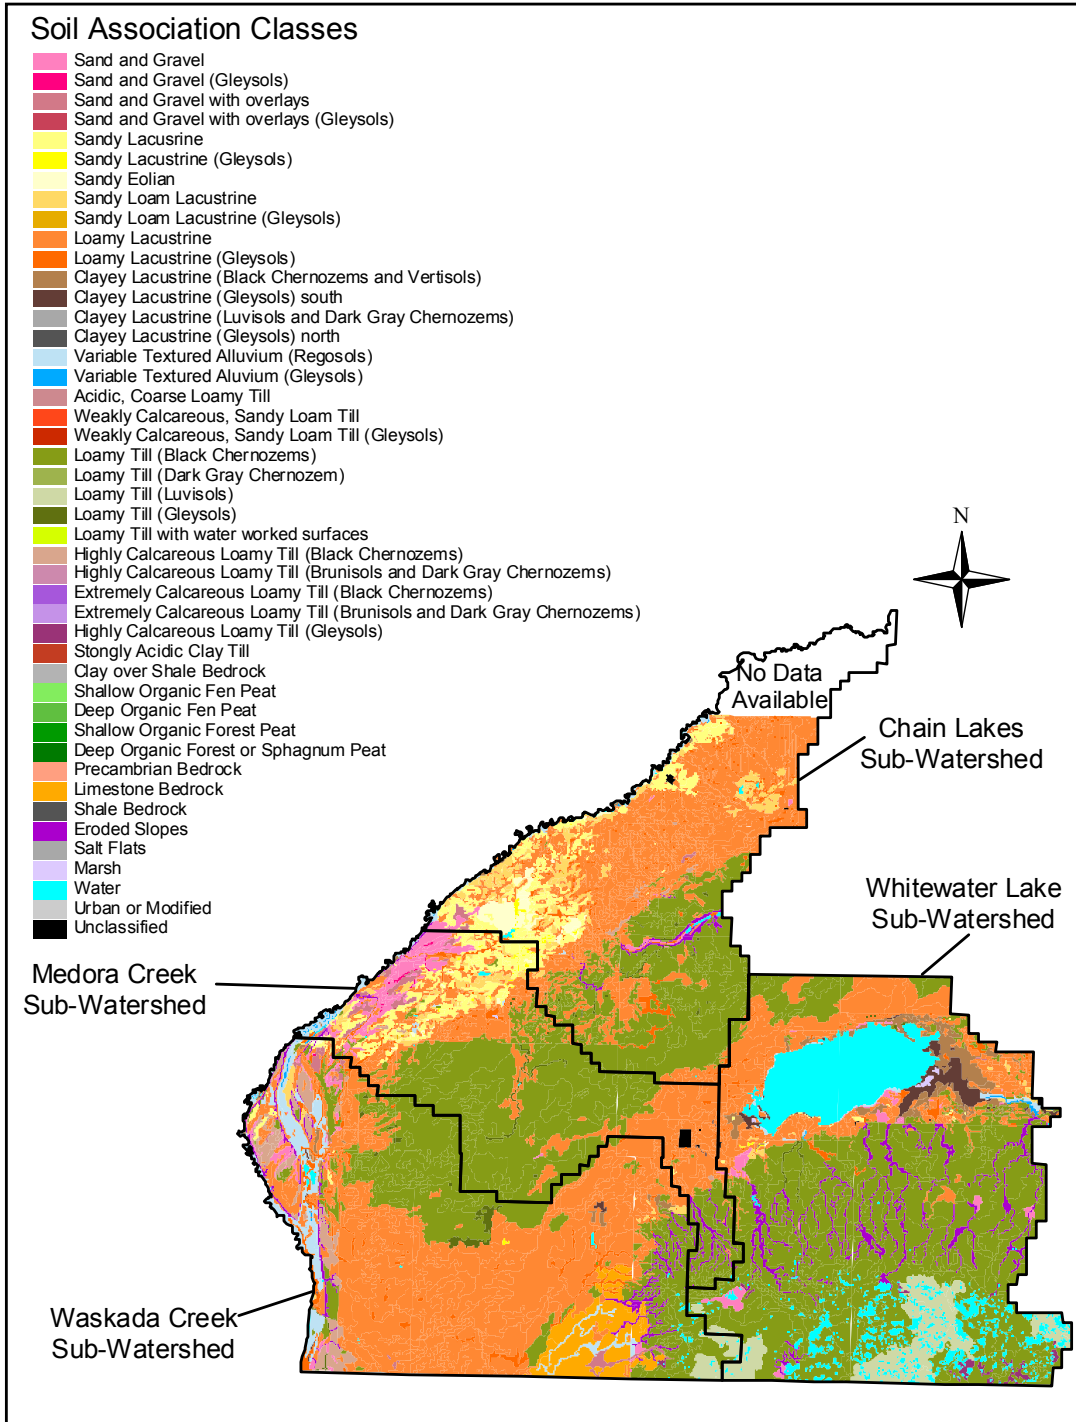 Soil Association Classes
Sand and Gravel
Sand and Gravel (Gleysols)
Sand and Gravel with overlays
Sand and Gravel with overlays (Gleysols)
Sandy Lacusrine
Sandy Lacustrine (Gleysols)
Sandy Eolian
Sandy Loam Lacustrine
Sandy Loam Lacustrine (Gleysols)
Loamy Lacustrine
Loamy Lacustrine (Gleysols)
Clayey Lacustrine (Black Chernozems and Vertisols)
Clayey Lacustrine (Gleysols) south
Clayey Lacustrine (Luvisols and Dark Gray Chernozems)
Clayey Lacustrine (Gleysols) north
Variable Textured Alluvium (Regosols)
Variable Textured Aluvium (Gleysols)
Acidic, Coarse Loamy Till
Weakly Calcareous, Sandy Loam Till
Weakly Calcareous, Sandy Loam Till (Gleysols)
Loamy Till (Black Chernozems)
Loamy Till (Dark Gray Chernozem)
Loamy Till (Luvisols)
Loamy Till (Gleysols)
Loamy Till with water worked surfaces
Highly Calcareous Loamy Till (Black Chernozems)
Highly Calcareous Loamy Till (Brunisols and Dark Gray Chernozems)
Extremely Calcareous Loamy Till (Black Chernozems)
Extremely Calcareous Loamy Till (Brunisols and Dark Gray Chernozems)
Highly Calcareous Loamy Till (Gleysols)
Stongly Acidic Clay Till
Clay over Shale Bedrock
Shallow Organic Fen Peat
Deep Organic Fen Peat
Shallow Organic Forest Peat
Deep Organic Forest or Sphagnum Peat
Precambrian Bedrock
Limestone Bedrock
Shale Bedrock
Eroded Slopes
Salt Flats
Marsh
Water
Urban or Modified
Unclassified
N
No Data
Available
Chain Lakes
Sub-Watershed
Whitewater Lake
Sub-Watershed
Medora Creek
Sub-Watershed
Waskada Creek
Sub-Watershed